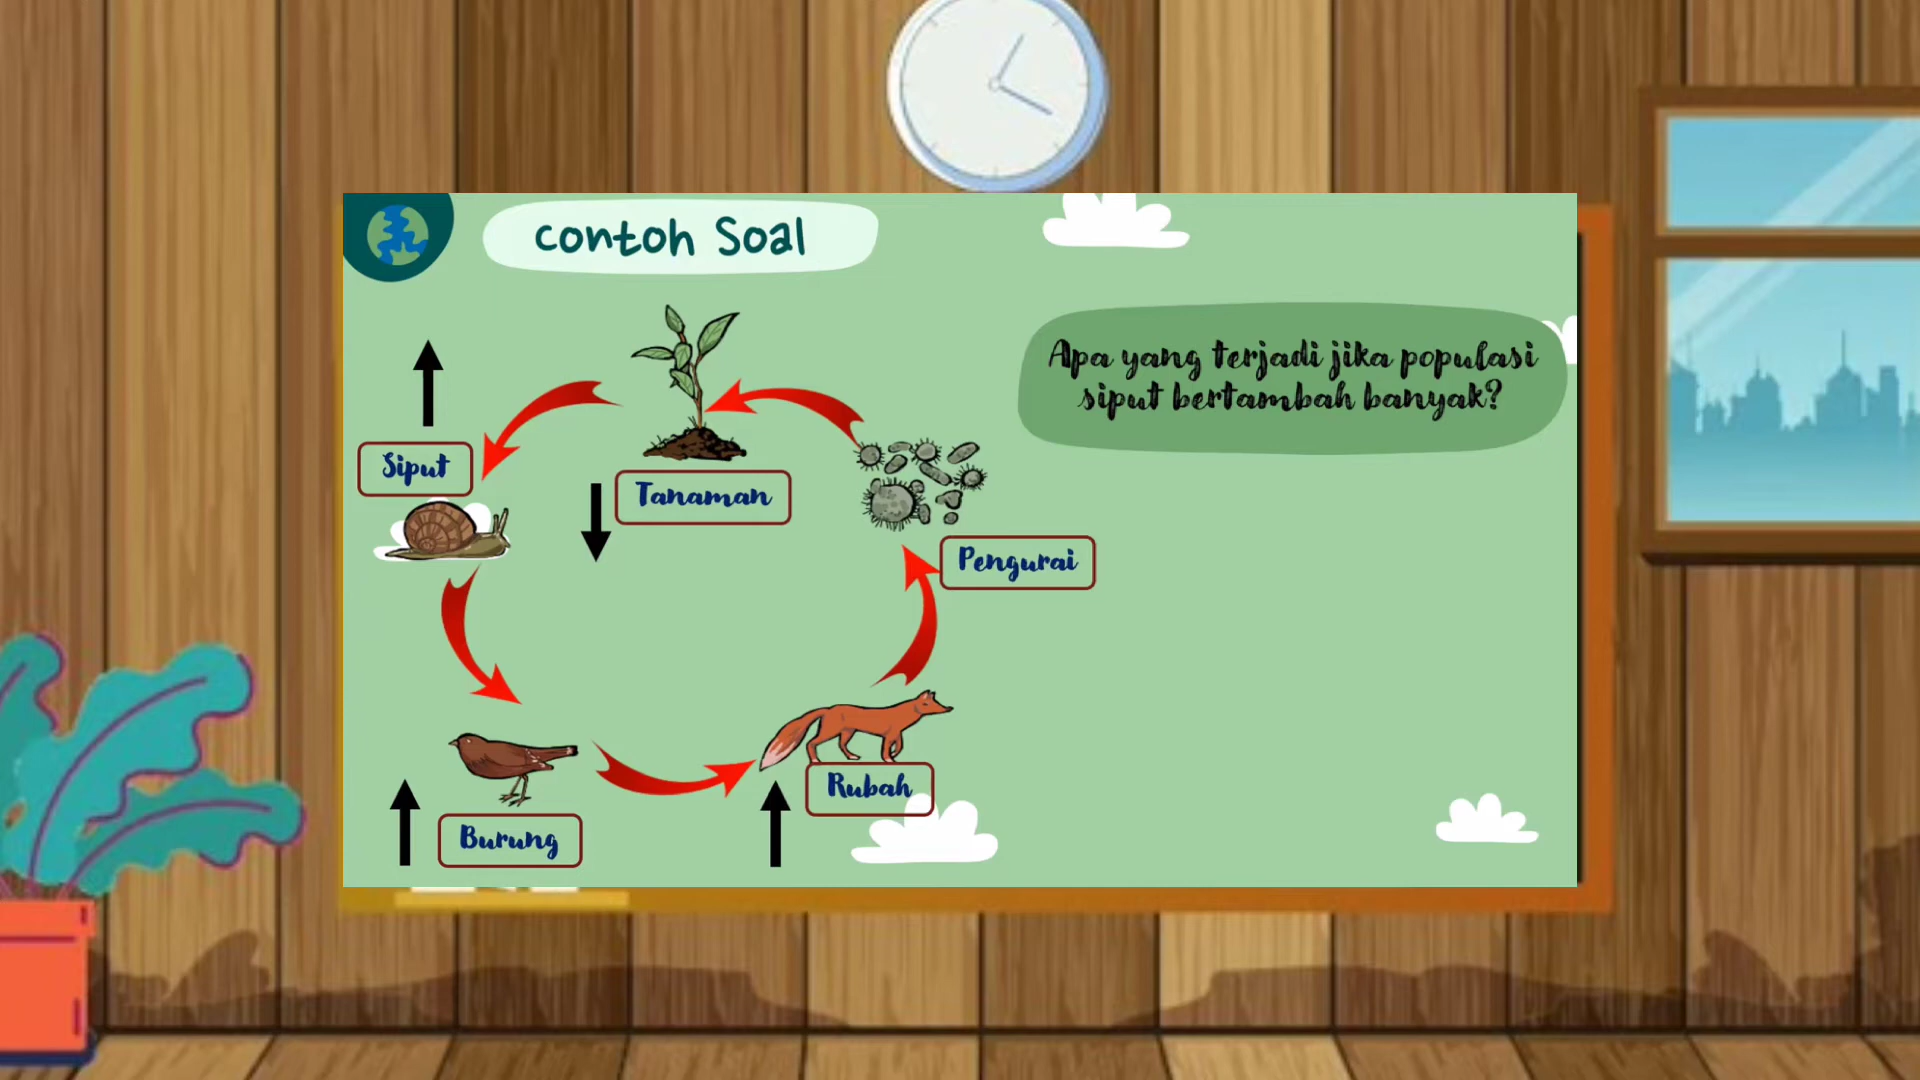 contoh Soal
Apa yang terjadi jika populasi
siput bertambah banyak?
Siput
Tanaman
Pengurai
Rubah
Burung